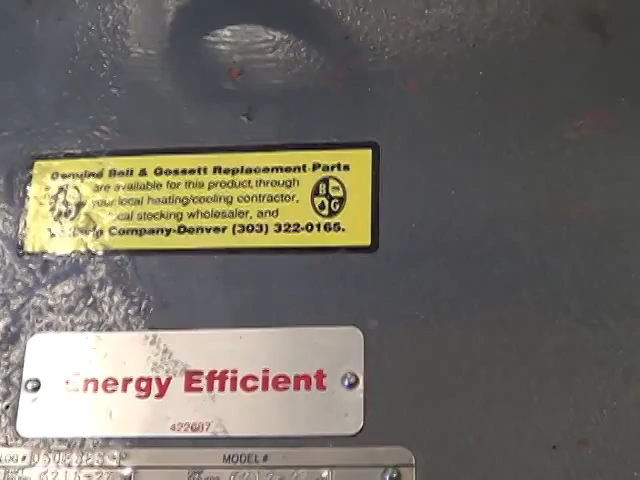 Genuine Bell & Gossett Replacement Parts
are available for this product, through
your local heating/cooling contractor,
local stocking wholesaler, and
Company-Denver (303) 322-0165.
B
G
Energy Efficient
422687
LOG #
MODEL #